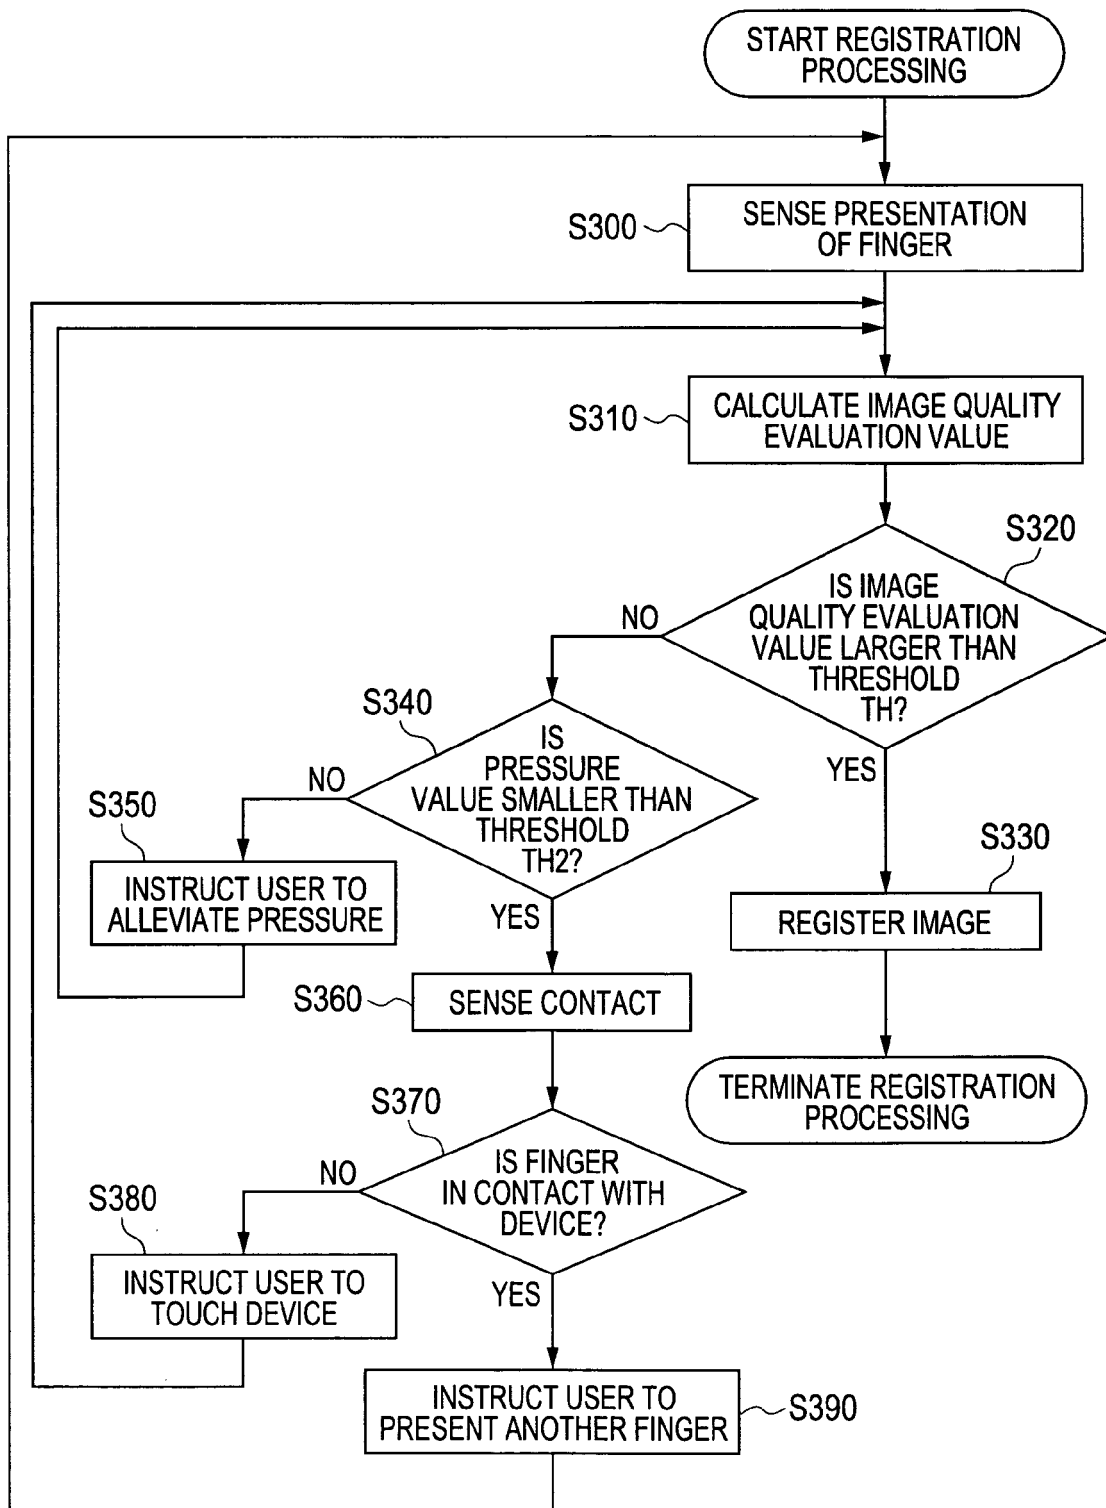 START REGISTRATION
PROCESSING
S300
SENSE PRESENTATION
OF FINGER
S310
CALCULATE IMAGE QUALITY
EVALUATION VALUE
S320
IS IMAGE
QUALITY EVALUATION
VALUE LARGER THAN
THRESHOLD
TH?
NO
YES
S340
IS
PRESSURE
VALUE SMALLER THAN
THRESHOLD
TH2?
NO
YES
S350
INSTRUCT USER TO
ALLEVIATE PRESSURE
S330
REGISTER IMAGE
S360
SENSE CONTACT
TERMINATE REGISTRATION
PROCESSING
S370
IS FINGER
IN CONTACT WITH
DEVICE?
NO
YES
S380
INSTRUCT USER TO
TOUCH DEVICE
INSTRUCT USER TO
PRESENT ANOTHER FINGER
S390